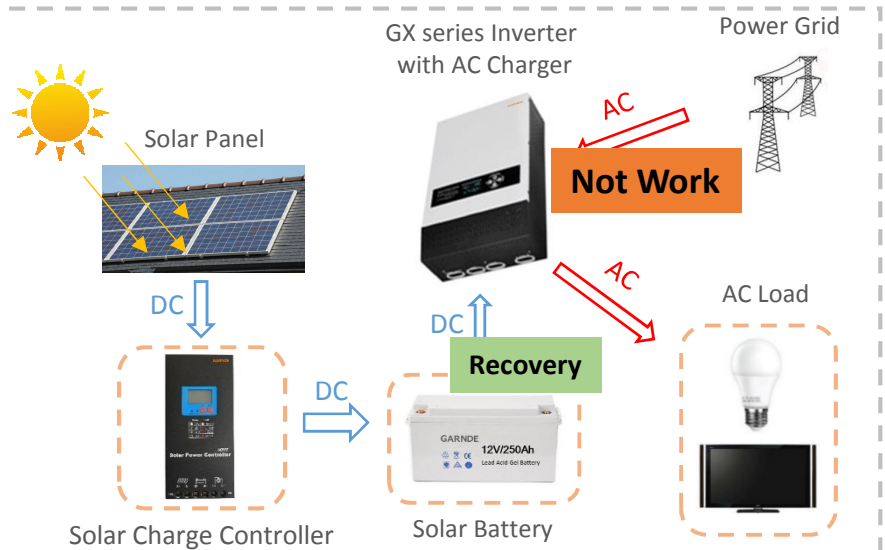 GX series Inverter
with AC Charger
Power Grid
AC
Solar Panel
Not Work
DC
AC
DC
AC Load
Recovery
DC
GARNDE
12V/250Ah
Lead Acid Gel Battery
MPPT
Solar Power Controller
Solar Charge Controller
Solar Battery